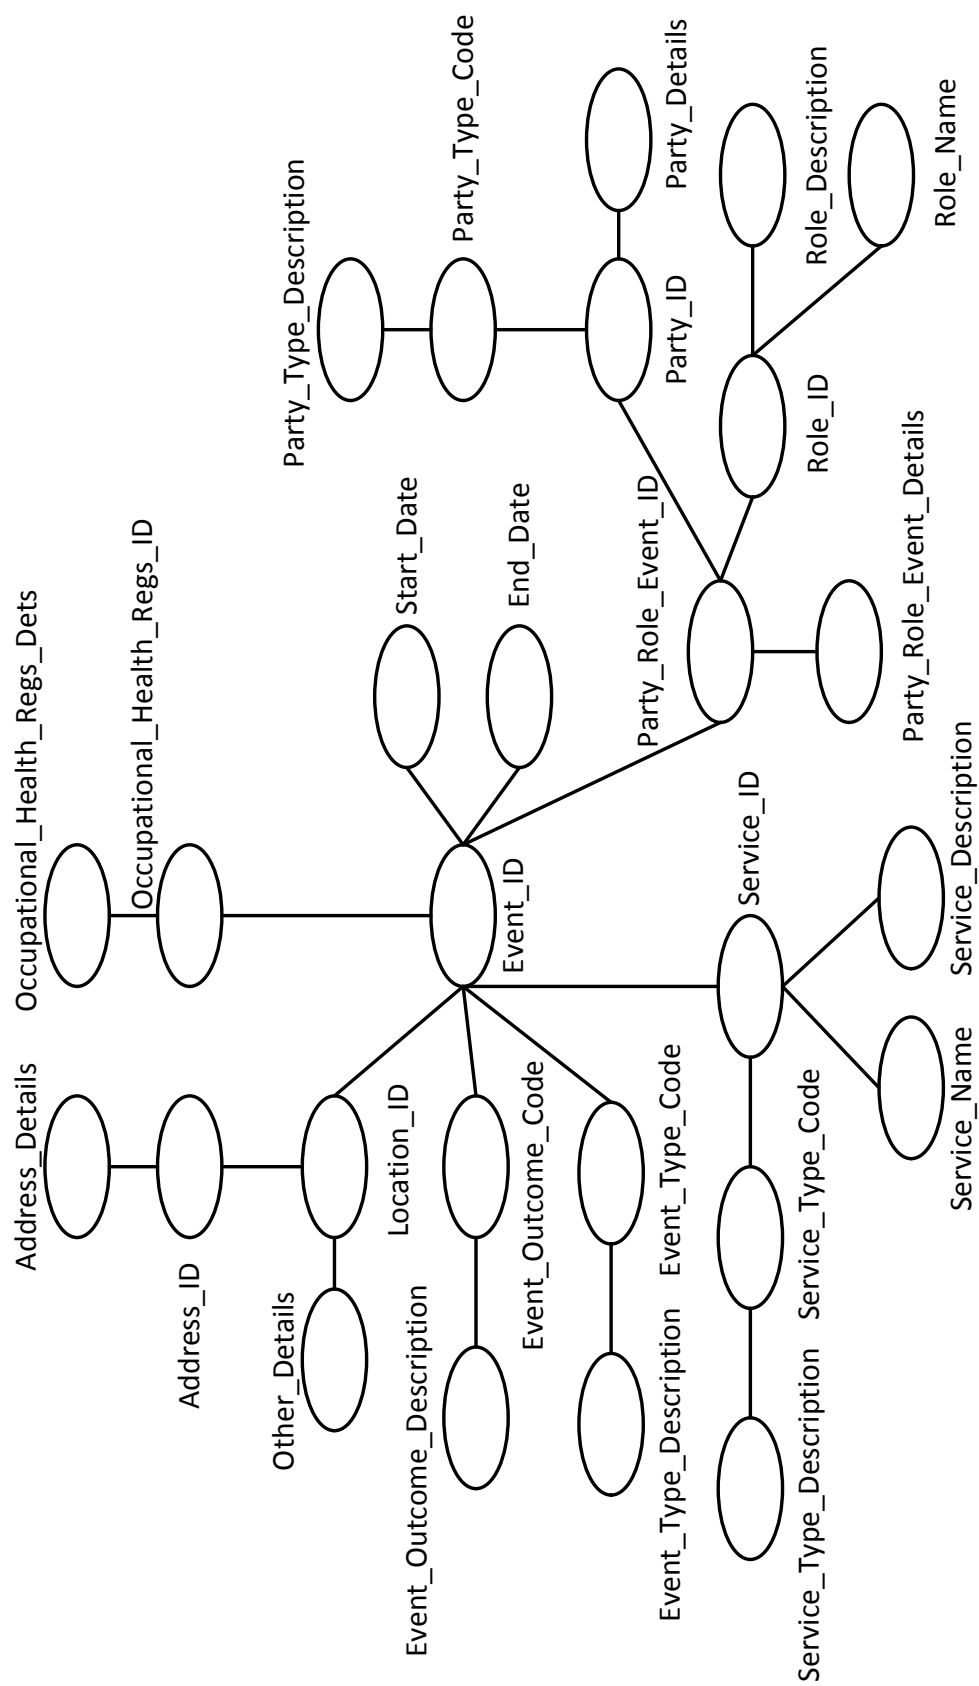 Occupational_Health_Regs_Dets
Address_Details
Occupational_Health_Regs_ID
Address_ID
Party_Type_Description
Other_Details
Location_ID
Start_Date
Party_Type_Code
Event_Outcome_Description
Event_ID
End_Date
Event_Outcome_Code
Party_Role_Event_ID
Party_ID
Party_Details
Event_Type_Description
Event_Type_Code
Service_ID
Role_ID
Role_Description
Service_Type_Description
Service_Type_Code
Party_Role_Event_Details
Role_Name
Service_Name
Service_Description